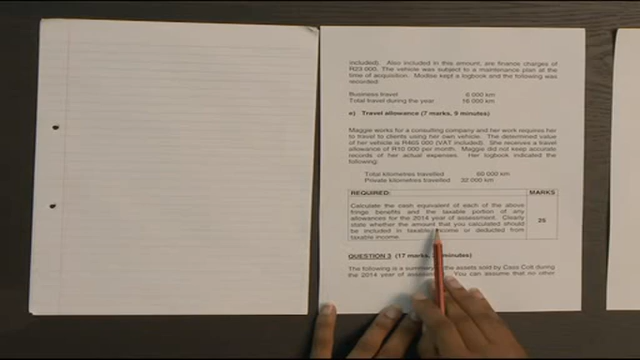 included). Also included in this amount, are finance charges of
R23 000. The vehicle was subject to a maintenance plan at the
time of acquisition. Modise kept a logbook and the following was
recorded:
Business travel 6 000 km
Total travel during the year 16 000 km
e) Travel allowance (7 marks, 9 minutes)
Maggie works for a consulting company and her work requires her
to travel to clients using her own vehicle. The determined value
of her vehicle is R405 000 (VAT included). She receives a travel
allowance of R10 000 per month. Maggie did not keep accurate
records of her actual expenses. Her logbook indicated the
following:
Total kilometres travelled 60 000 km
Private kilometres travelled 32 000 km
REQUIRED: MARKS
Calculate the cash equivalent of each of the above
fringe benefits and the taxable portion of any
allowances for the 2014 year of assessment. Clearly
state whether the amount that you calculated should
be included in taxable income or deducted from
taxable income.
25
QUESTION 3 (17 marks, minutes)
The following is a summary the assets sold by Cass Colt during
the 2014 year of You can assume that no other